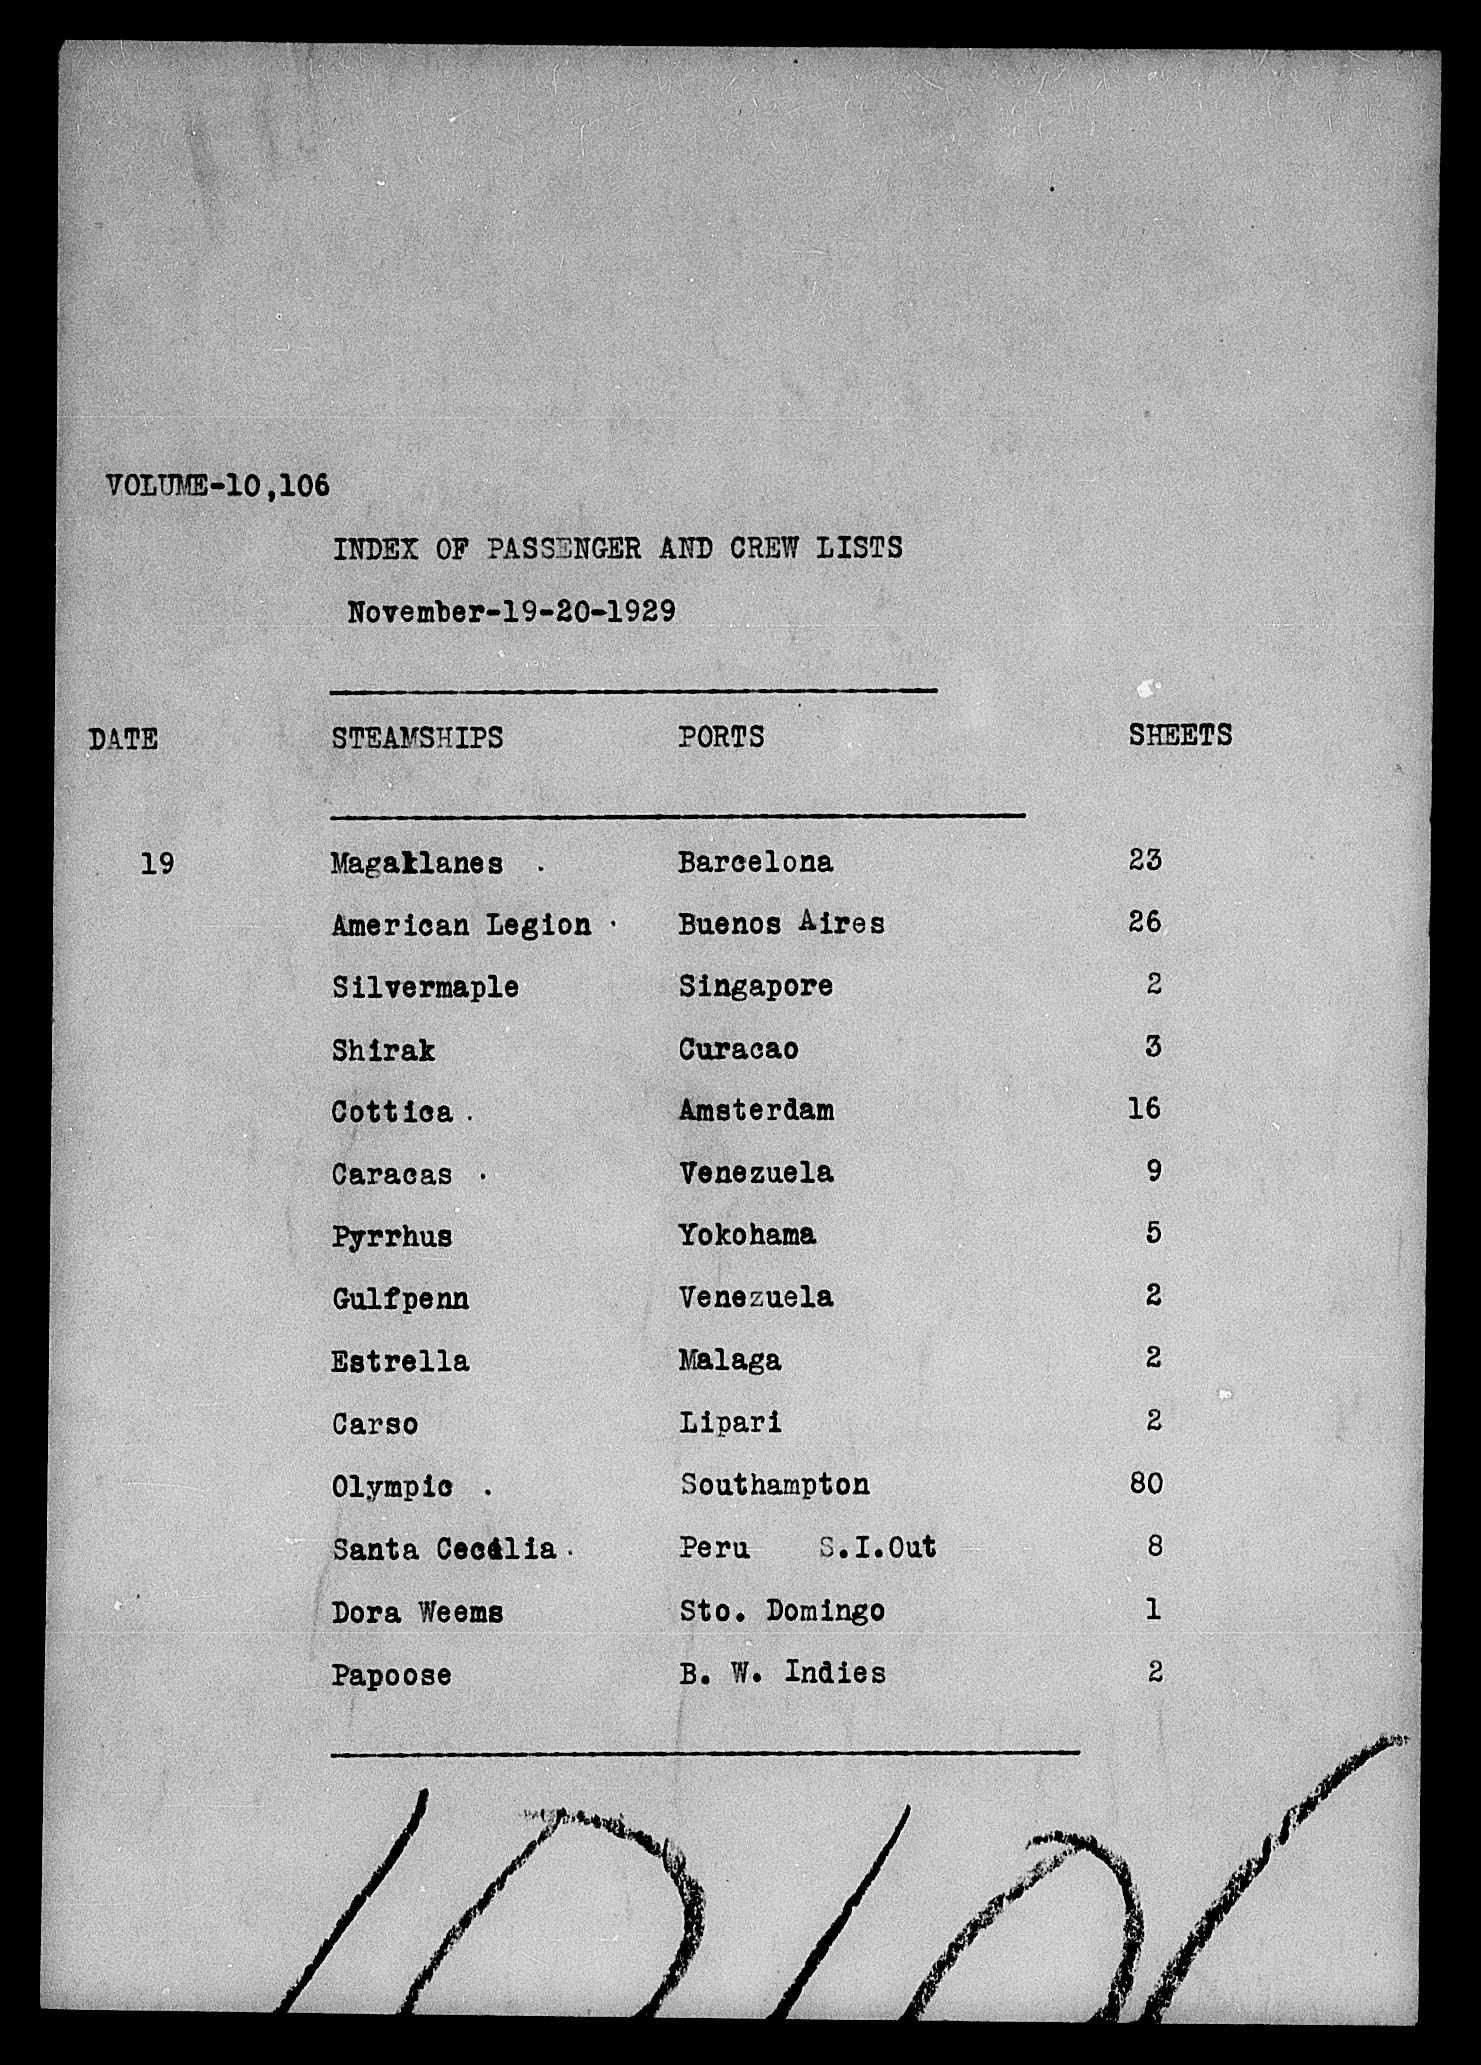 VOLUME-10,106
INDEX OF PASSENGER AND CREW LISTS
November-19-20-1929
DATE STEAMSHIPS PORTS SHEETS
19 Magallanes . Barcelona 23
American Legion . Buenos Aires 26
Silvermaple Singapore 2
Shirak Curacao 3
Cottica . Amsterdam 16
Caracas . Venezuela 9
Pyrrhus Yokohama 5
Gulfpenn Venezuela 2
Estrella Malaga 2
Carso Lipari 2
Olympic . Southampton 80
Santa Cecilia . Peru S.I.Out 8
Dora Weems Sto. Domingo 1
Papoose B. W. Indies 2
10106